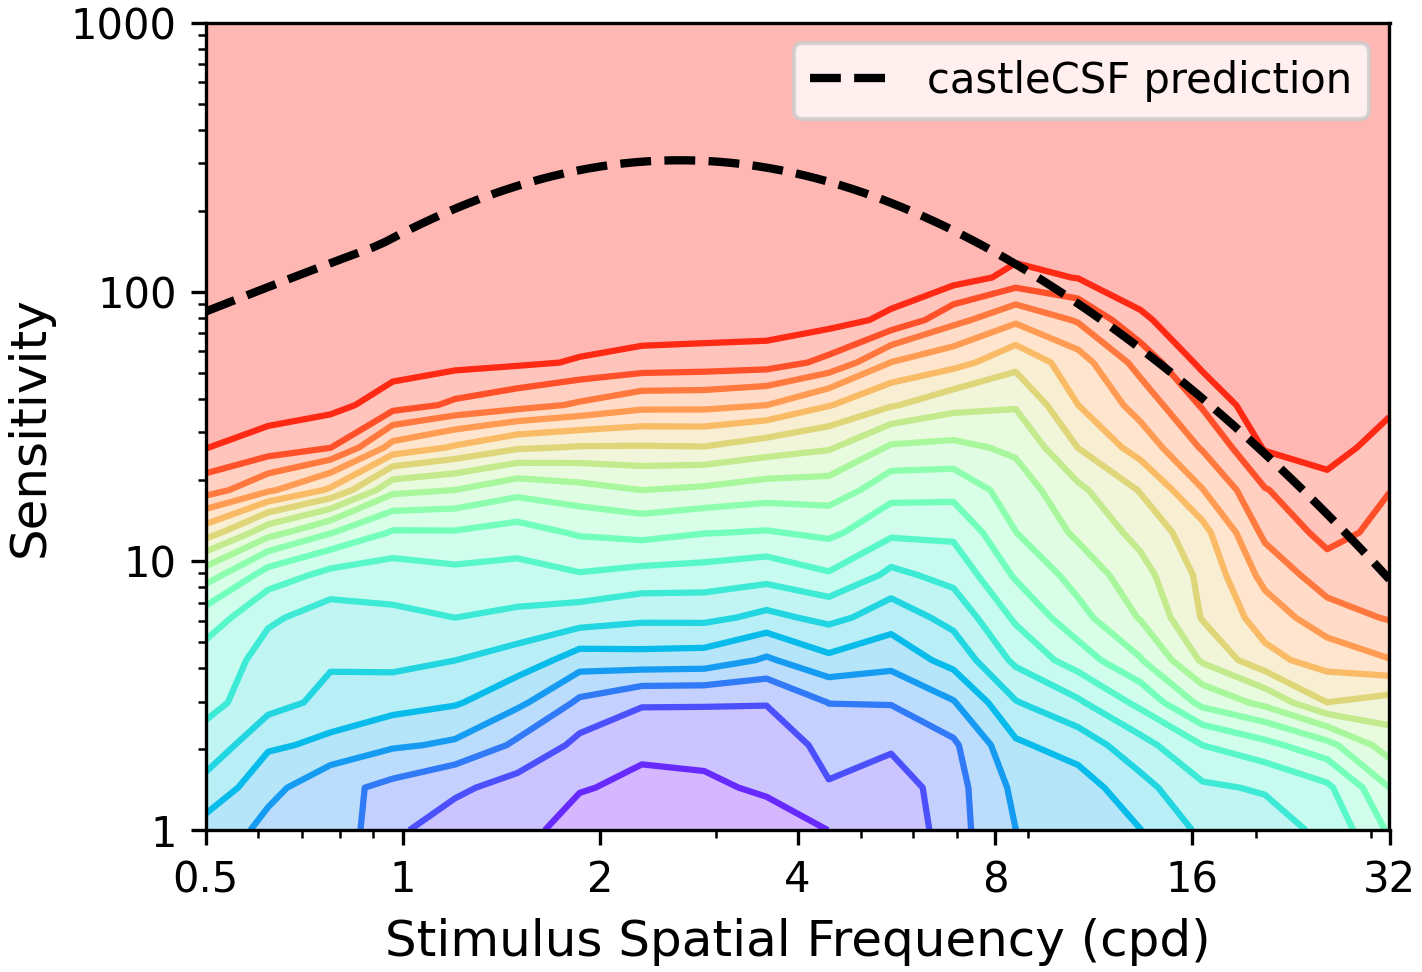 1000
100
10
1
Sensitivity
castleCSF prediction
0.5 1 2 4 8 16 32
Stimulus Spatial Frequency (cpd)